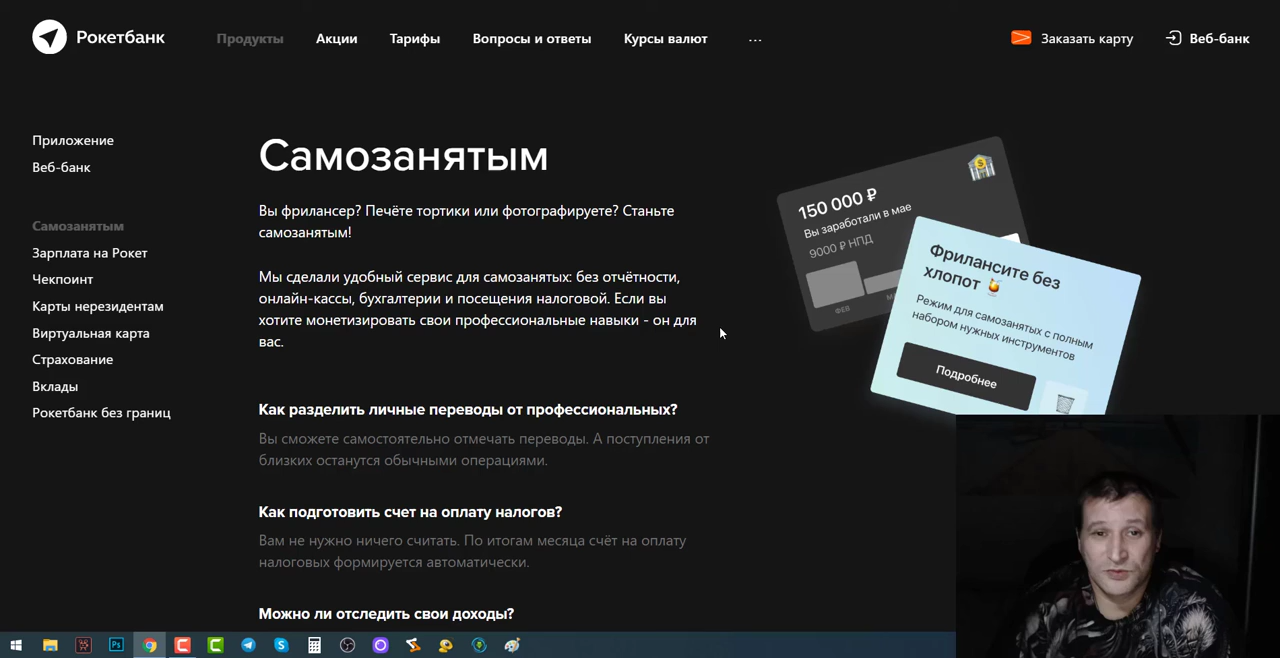 Рокетбанк
Продукты
Акции
Тарифы
Вопросы и ответы
Курсы валют
...
Заказать карту
Веб-банк
Приложение
Веб-банк
Самозанятым
Зарплата на Рокет
Чекпоинт
Карты нерезидентам
Виртуальная карта
Страхование
Вклады
Рокетбанк без границ
Самозанятым
Вы фрилансер? Печёте тортики или фотографируете? Станьте
самозанятым!
Мы сделали удобный сервис для самозанятых: без отчётности,
онлайн-кассы, бухгалтерии и посещения налоговой. Если вы
хотите монетизировать свои профессиональные навыки - он для
вас.
Как разделить личные переводы от профессиональных?
Вы сможете самостоятельно отмечать переводы. А поступления от
близких останутся обычными операциями.
Как подготовить счет на оплату налогов?
Вам не нужно ничего считать. По итогам месяца счёт на оплату
налоговых формируется автоматически.
Можно ли отследить свои доходы?
150 000 ₽
Вы заработали в мае
9000 ₽ НПД
ФЕВ
Фрилансите без
хлопот
Режим для самозанятых с полным
набором нужных инструментов
Подробнее
Ps